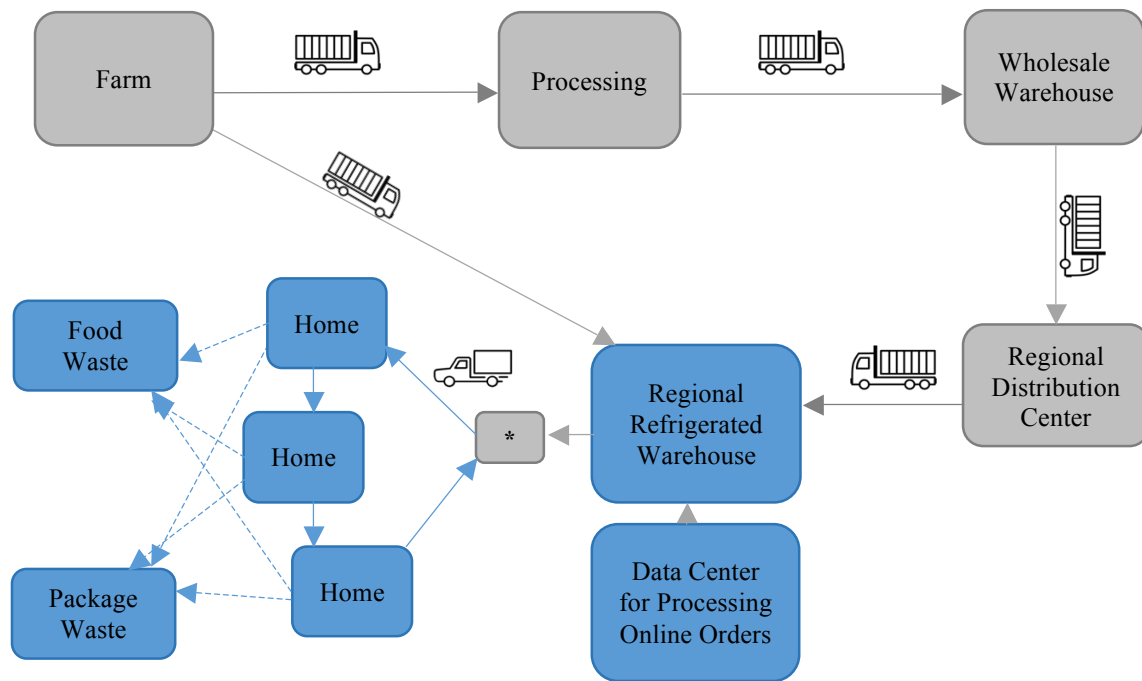 Farm
Processing
Wholesale
Warehouse
Food
Waste
Home
Regional
Refrigerated
Warehouse
Regional
Distribution
Center
*
Home
Package
Waste
Home
Data Center
for Processing
Online Orders